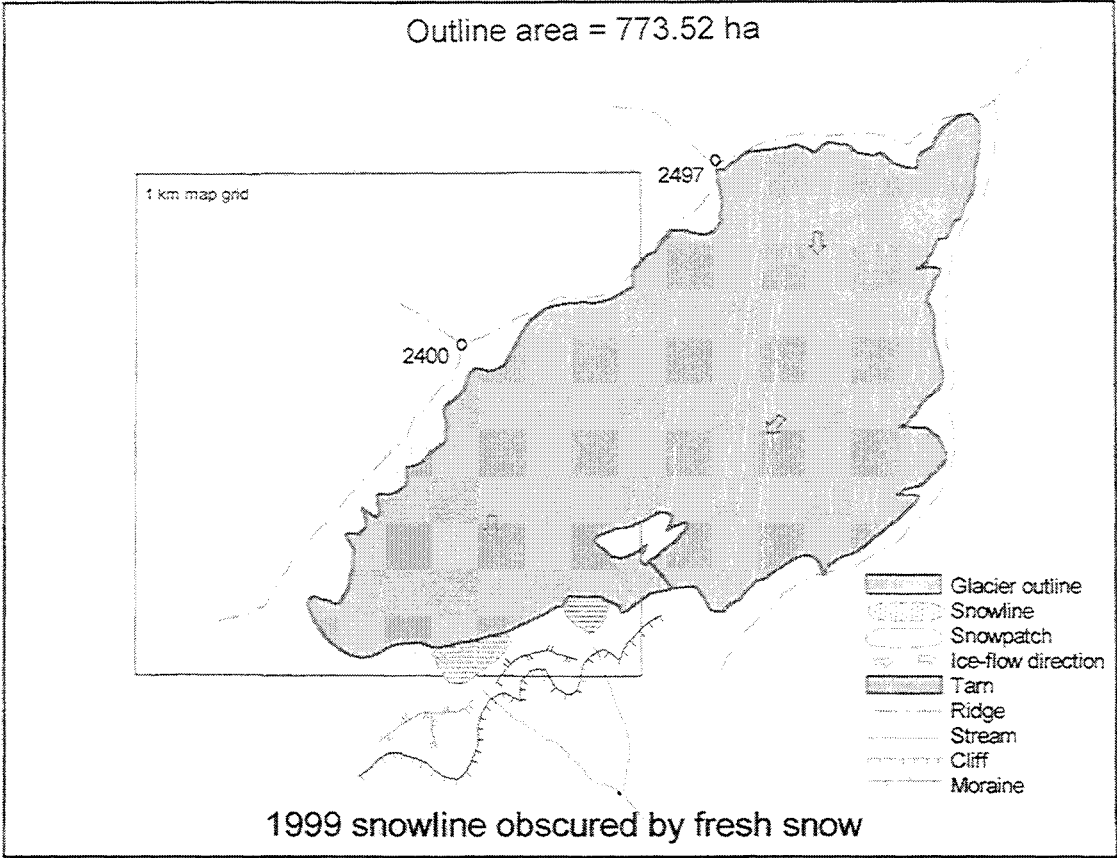 Outline area = 773.52 ha
1 km map grid
2497
2400
Glacier outline
Snowline
Snowpatch
Ice-flow direction
Tarn
Ridge
Stream
Cliff
Moraine
1999 snowline obscured by fresh snow